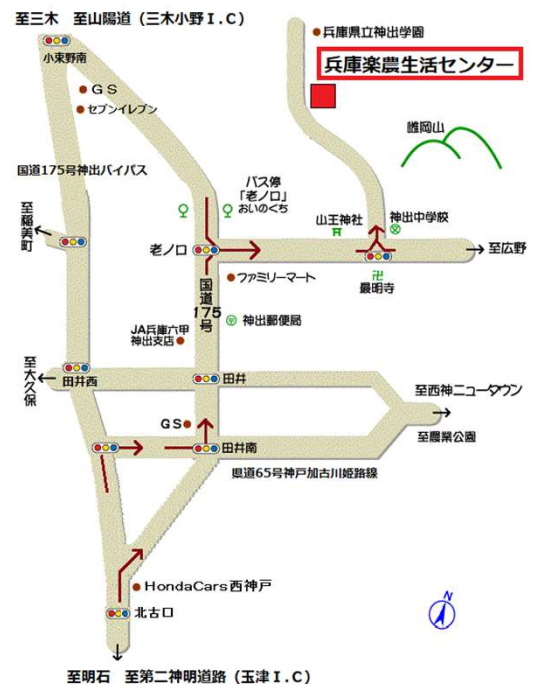 至三木　至山陽道（三木小野Ｉ.Ｃ）
小束野南
兵庫県立神出学園
兵庫楽農生活センター
ＧＳ
セブンイレブン
雌岡山
国道175号神出バイパス
バス停
「老ノ口」
おいのくち
至稲美町
山王神社
神出中学校
老ノ口
至広野
ファミリーマート
最明寺
国道175号
神出郵便局
JA兵庫六甲
神出支店
至大久保
田井西
田井
至西神ニュータウン
ＧＳ
田井南
至農業公園
県道65号神戸加古川姫路線
HondaCars西神戸
北古口
N
至明石　至第二神明道路（玉津Ｉ.Ｃ）